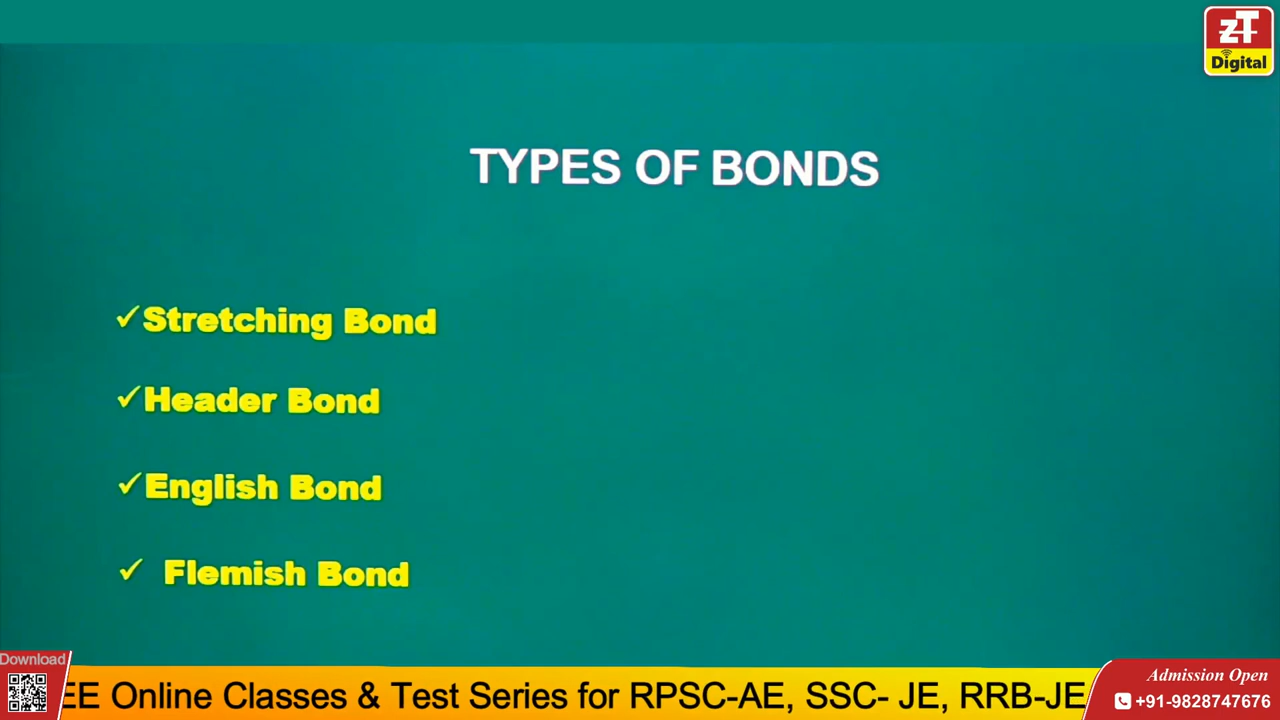 zT
Digital
TYPES OF BONDS
✓Stretching Bond
✓Header Bond
✓English Bond
✓ Flemish Bond
Download
EE Online Classes & Test Series for RPSC-AE, SSC- JE, RRB-JE
Admission Open
+91-9828747676